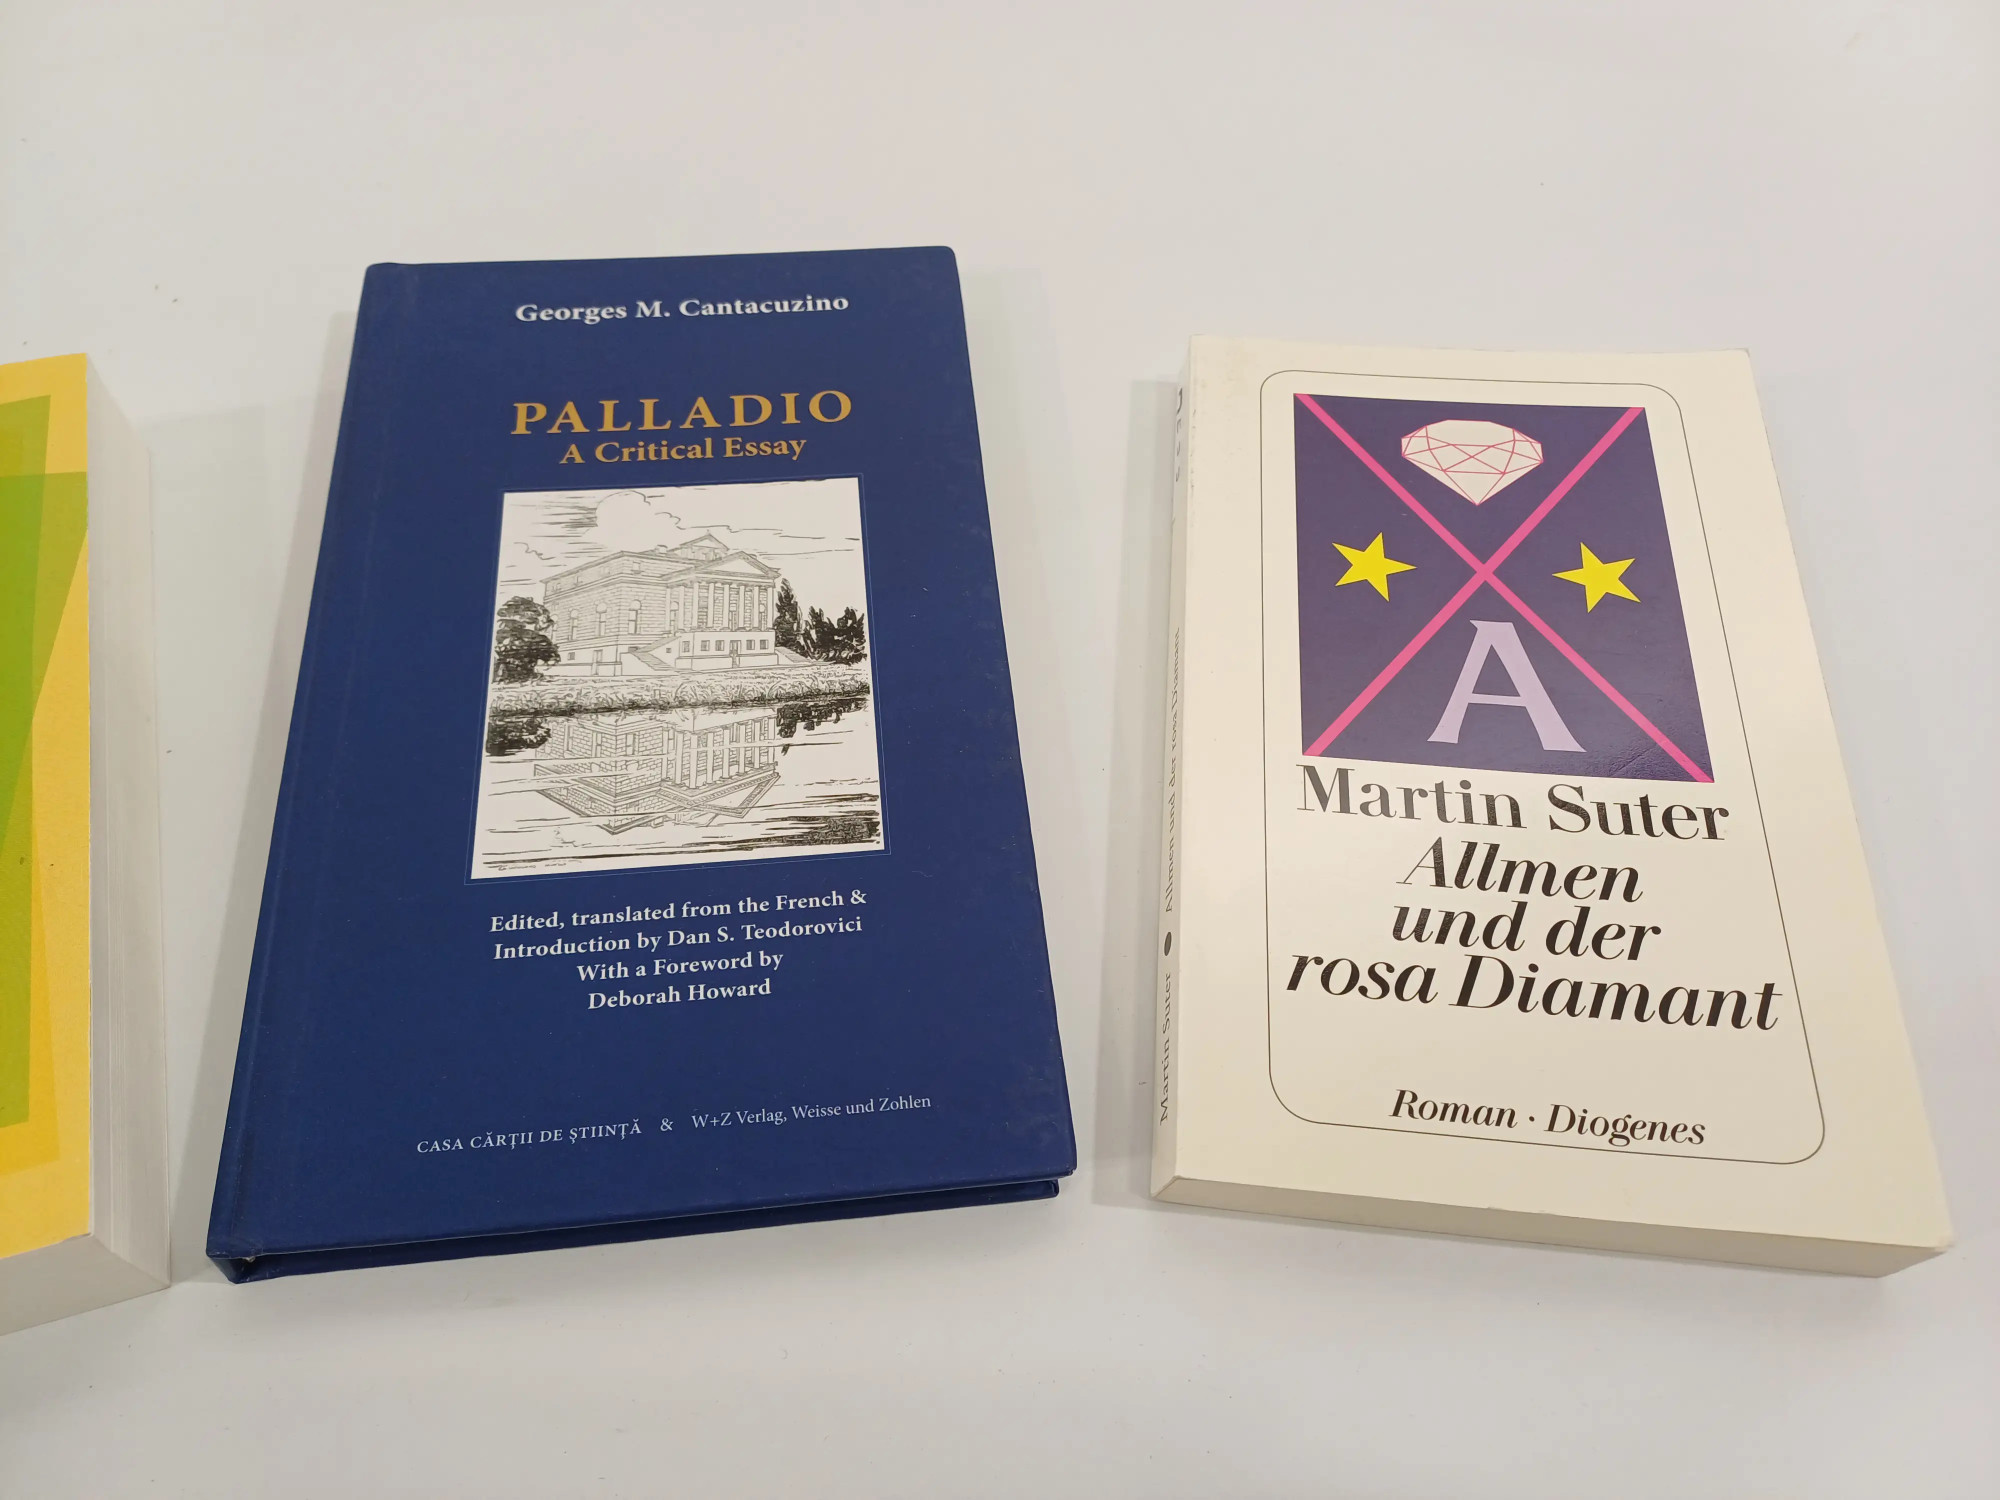 Georges M. Cantacuzino
PALLADIO
A Critical Essay
Edited, translated from the French &
Introduction by Dan S. Teodorovici
With a Foreword by
Deborah Howard
CASA CĂRȚII DE ȘTIINȚĂ & W+Z Verlag, Weisse und Zohlen
Martin Suter • Allmen und der rosa Diamant
A
Martin Suter
Allmen
und der
rosa Diamant
Roman · Diogenes